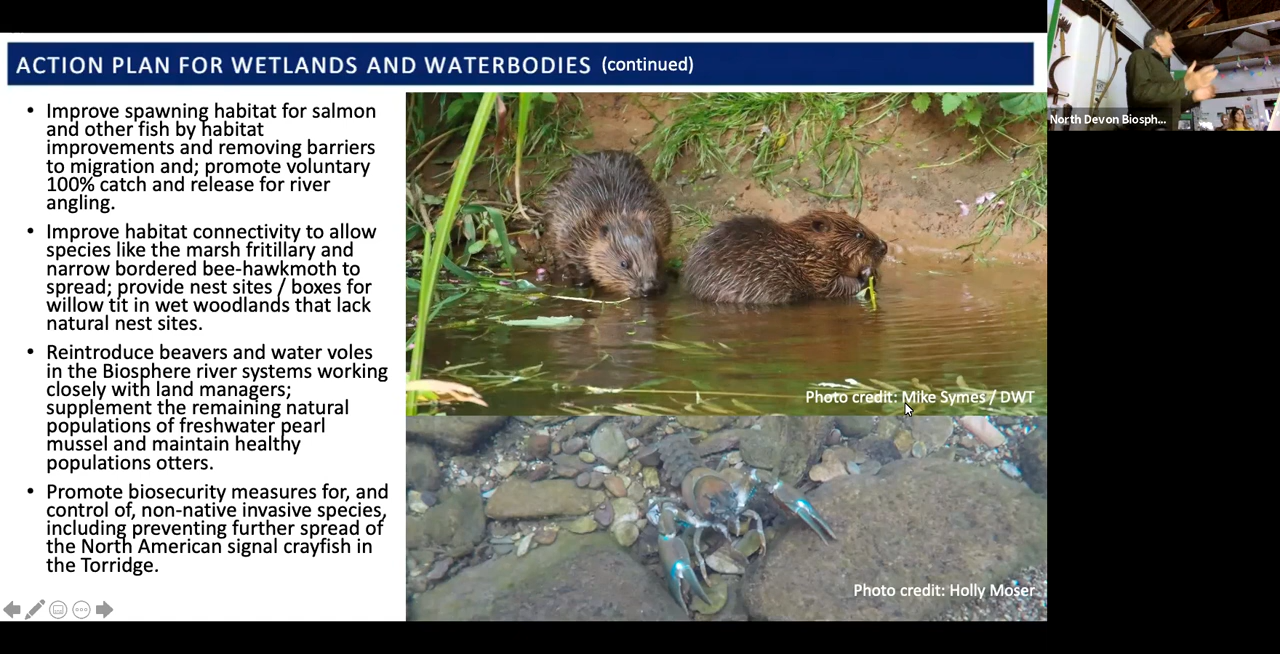 ACTION PLAN FOR WETLANDS AND WATERBODIES (continued)
• Improve spawning habitat for salmon
and other fish by habitat
improvements and removing barriers
to migration and; promote voluntary
100% catch and release for river
angling.
• Improve habitat connectivity to allow
species like the marsh fritillary and
narrow bordered bee-hawkmoth to
spread; provide nest sites / boxes for
willow tit in wet woodlands that lack
natural nest sites.
• Reintroduce beavers and water voles
in the Biosphere river systems working
closely with land managers;
supplement the remaining natural
populations of freshwater pearl
mussel and maintain healthy
populations otters.
• Promote biosecurity measures for, and
control of, non-native invasive species,
including preventing further spread of
the North American signal crayfish in
the Torridge.
Photo credit: Mike Symes / DWT
Photo credit: Holly Moser
North Devon Biosph...